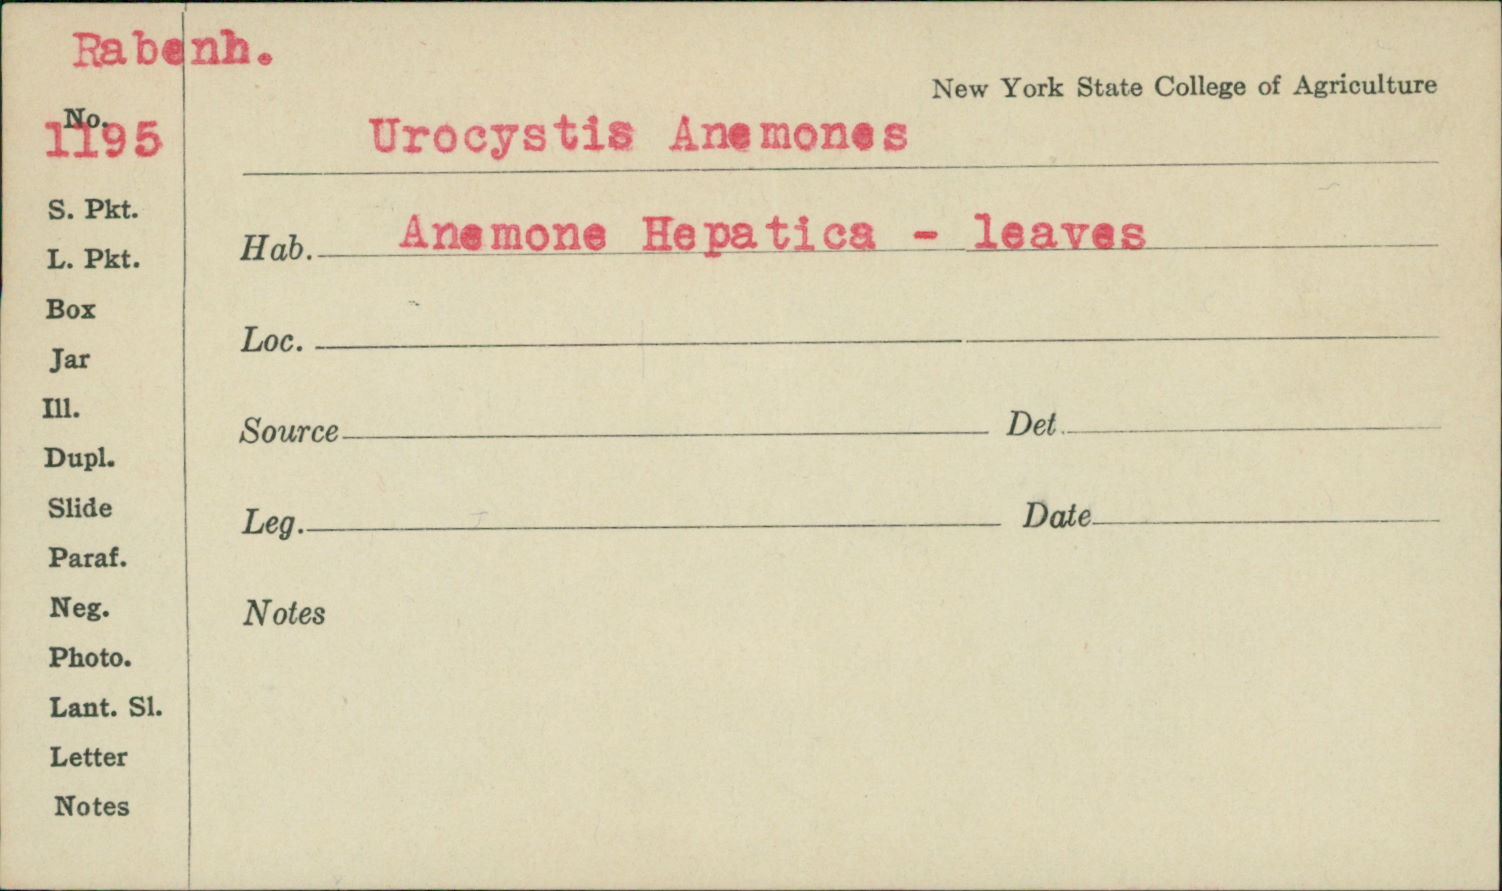 Rabenh.
New York State College of Agriculture
No.
1195
Urocystis Anemones
S. Pkt.
Hab. Anemone Hepatica - leaves
L. Pkt.
Box
Loc.
Jar
Ill.
Source Det.
Dupl.
Slide
Leg. Date
Paraf.
Neg.
Notes
Photo.
Lant. Sl.
Letter
Notes